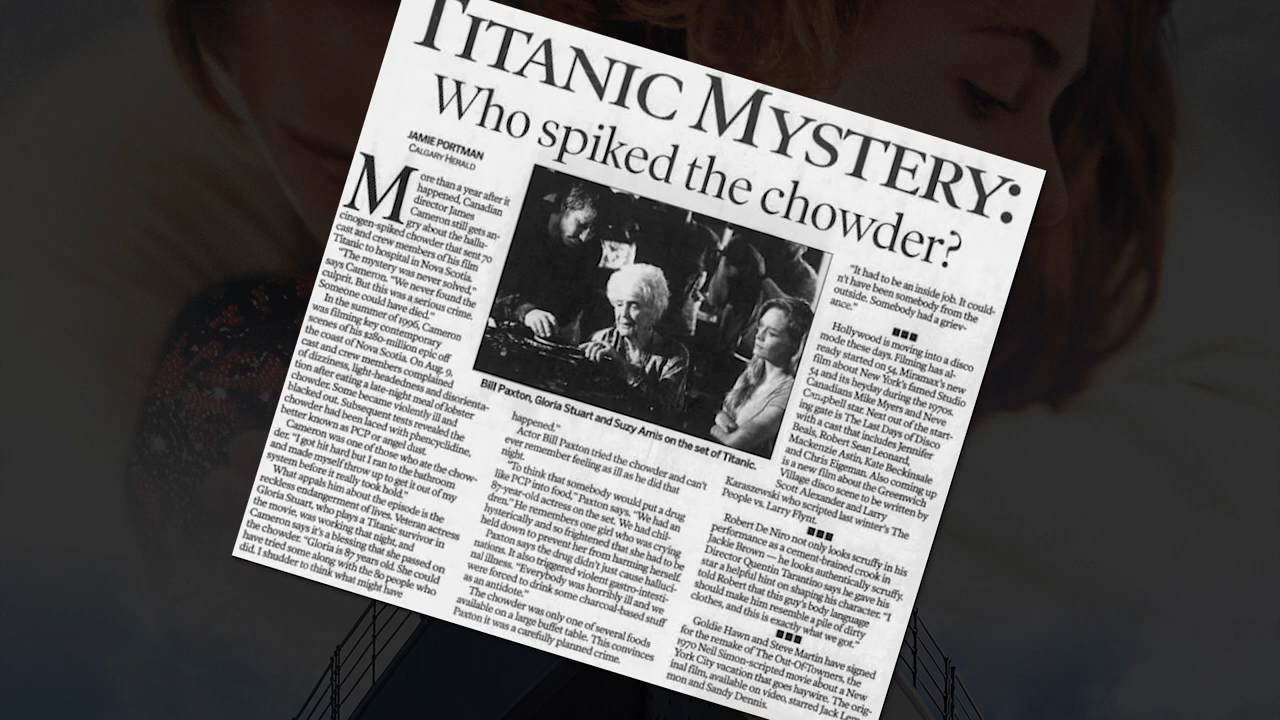 TITANIC MYSTERY:
Who spiked the chowder?
JAMIE PORTMAN
CALGARY HERALD
More than a year after it
happened, Canadian
director James
Cameron still gets an-
gry about the hallu-
cinogen-spiked chowder that sent 70
cast and crew members of his film
Titanic to hospital in Nova Scotia.
"The mystery was never solved,"
says Cameron. "We never found the
culprit. But this was a serious crime.
Someone could have died."
In the summer of 1996, Cameron
was filming key contemporary
scenes of his $280-million epic off
the coast of Nova Scotia. On Aug. 9,
cast and crew members complained
of dizziness, light-headedness and disorienta-
tion after eating a late-night meal of lobster
chowder. Some became violently ill and
blacked out. Subsequent tests revealed the
chowder had been laced with phencyclidine,
better known as PCP or angel dust.
Cameron was one of those who ate the chow-
der. "I got hit hard but I ran to the bathroom
and made myself throw up to get it out of my
system before it really took hold."
What appals him about the episode is the
reckless endangerment of lives. Veteran actress
Gloria Stuart, who plays a Titanic survivor in
the movie, was working that night, and
Cameron says it's a blessing that she passed on
the chowder. "Gloria is 87 years old. She could
have tried some along with the 80 people who
did. I shudder to think what might have
Bill Paxton, Gloria Stuart and Suzy Amis on the set of Titanic.
happened."
Actor Bill Paxton tried the chowder and can't
ever remember feeling as ill as he did that
night.
"To think that somebody would put a drug
like PCP into food," Paxton says. "We had an
87-year-old actress on the set. We had chil-
dren." He remembers one girl who was crying
hysterically and so frightened that she had to be
held down to prevent her from harming herself.
Paxton says the drug didn't just cause halluci-
nations. It also triggered violent gastro-intesti-
nal illness. "Everybody was horribly ill and we
were forced to drink some charcoal-based stuff
as an antidote."
The chowder was only one of several foods
available on a large buffet table. This convinces
Paxton it was a carefully planned crime.
"It had to be an inside job. It could-
n't have been somebody from the
outside. Somebody had a griev-
ance."
Hollywood is moving into a disco
mode these days. Filming has al-
ready started on 54, Miramax's new
film about New York's famed Studio
54 and its heyday during the 1970s.
Canadians Mike Myers and Neve
Campbell star. Next out of the start-
ing gate is The Last Days of Disco
with a cast that includes Jennifer
Beals, Robert Sean Leonard,
Mackenzie Astin, Kate Beckinsale
and Chris Eigeman. Also coming up
is a new film about the Greenwich
Village disco scene to be written by
Scott Alexander and Larry
Karaszewski who scripted last winter's The
People vs. Larry Flynt.
Robert De Niro not only looks scruffy in his
performance as a cement-brained crook in
Jackie Brown — he looks authentically scruffy.
Director Quentin Tarantino says he gave his
star a helpful hint on shaping his character. "I
told Robert that this guy's body language
should make him resemble a pile of dirty
clothes, and this is exactly what we got."
Goldie Hawn and Steve Martin have signed
for the remake of The Out-Of-Towners, the
1970 Neil Simon-scripted movie about a New
York City vacation that goes haywire. The orig-
inal film, available on video, starred Jack Lem-
mon and Sandy Dennis.